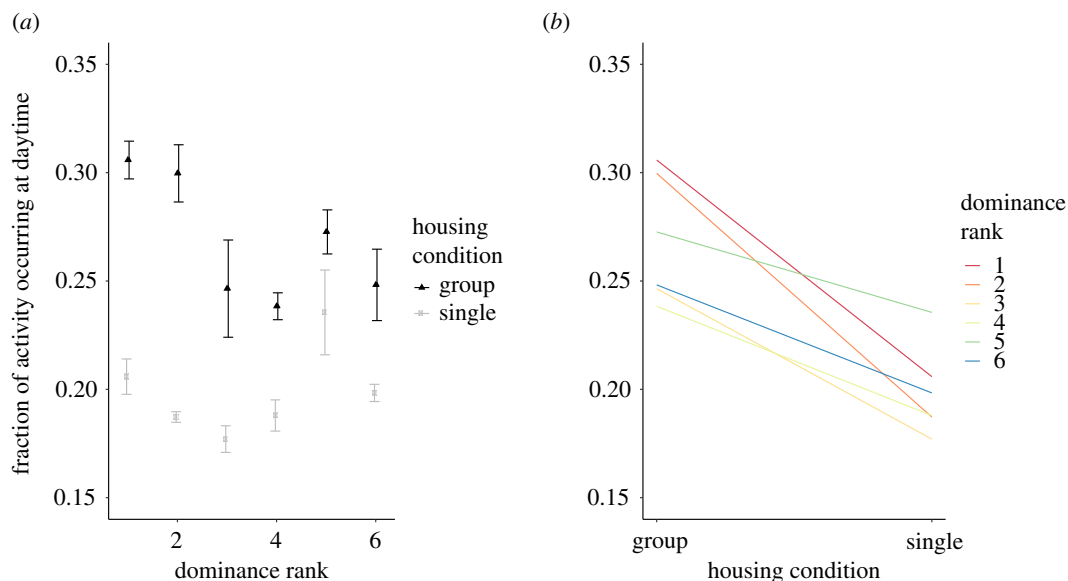 (a)
fraction of activity occurring at daytime
0.35
0.30
0.25
0.20
0.15
2 4 6
dominance rank
housing
condition
group
single
(b)
0.35
0.30
0.25
0.20
0.15
group single
housing condition
dominance
rank
1
2
3
4
5
6